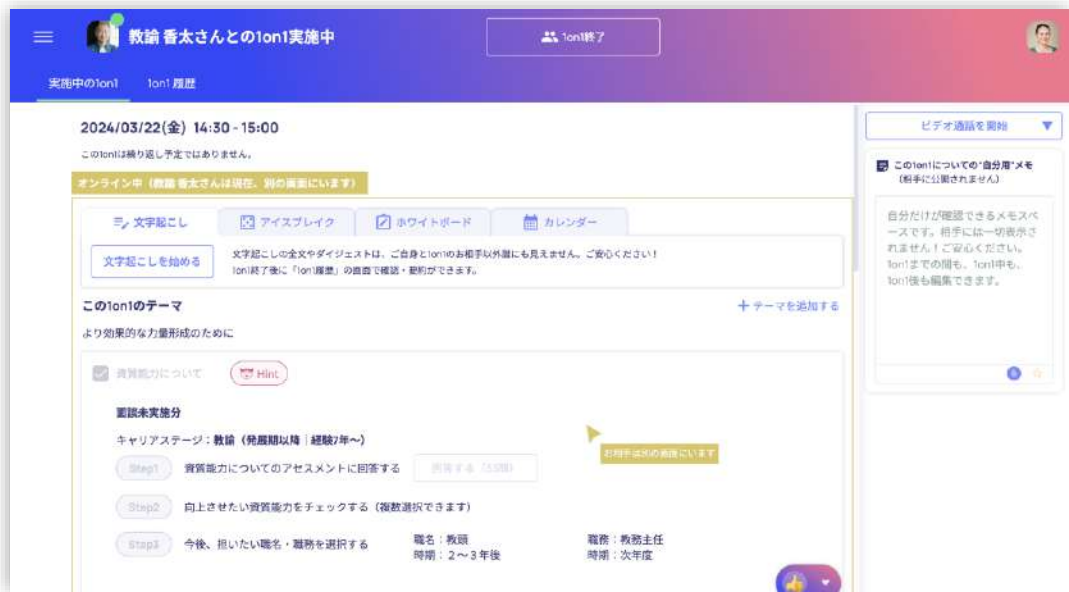 教諭 香太さんとの1on1実施中
1on1終了
実施中の1on1
1on1 履歴
2024/03/22(金) 14:30 - 15:00
この1on1は繰り返し予定ではありません。
オンライン中（教諭 香太さんは現在、別の画面にいます）
文字起こし
アイスブレイク
ホワイトボード
カレンダー
文字起こしを始める
文字起こしの全文やダイジェストは、ご自身と1on1のお相手以外誰にも見えません。ご安心ください！
1on1終了後に「1on1履歴」の画面で確認・要約ができます。
この1on1のテーマ
テーマを追加する
より効果的な力量形成のために
資質能力について
Hint
面談未実施分
キャリアステージ：教諭（発展期以降｜経験7年〜）
Step1
資質能力についてのアセスメントに回答する
お相手は別の画面にいます
Step2
向上させたい資質能力をチェックする（複数選択できます）
Step3
今後、担いたい職名・職務を選択する
職名：教頭
時期：２〜３年後
職務：教務主任
時期：次年度
ビデオ通話を開始
この1on1についての"自分用"メモ
（相手に公開されません）
自分だけが確認できるメモスペ
ースです。相手には一切表示さ
れません！ご安心ください。
1on1までの間も、1on1中も、
1on1後も編集できます。